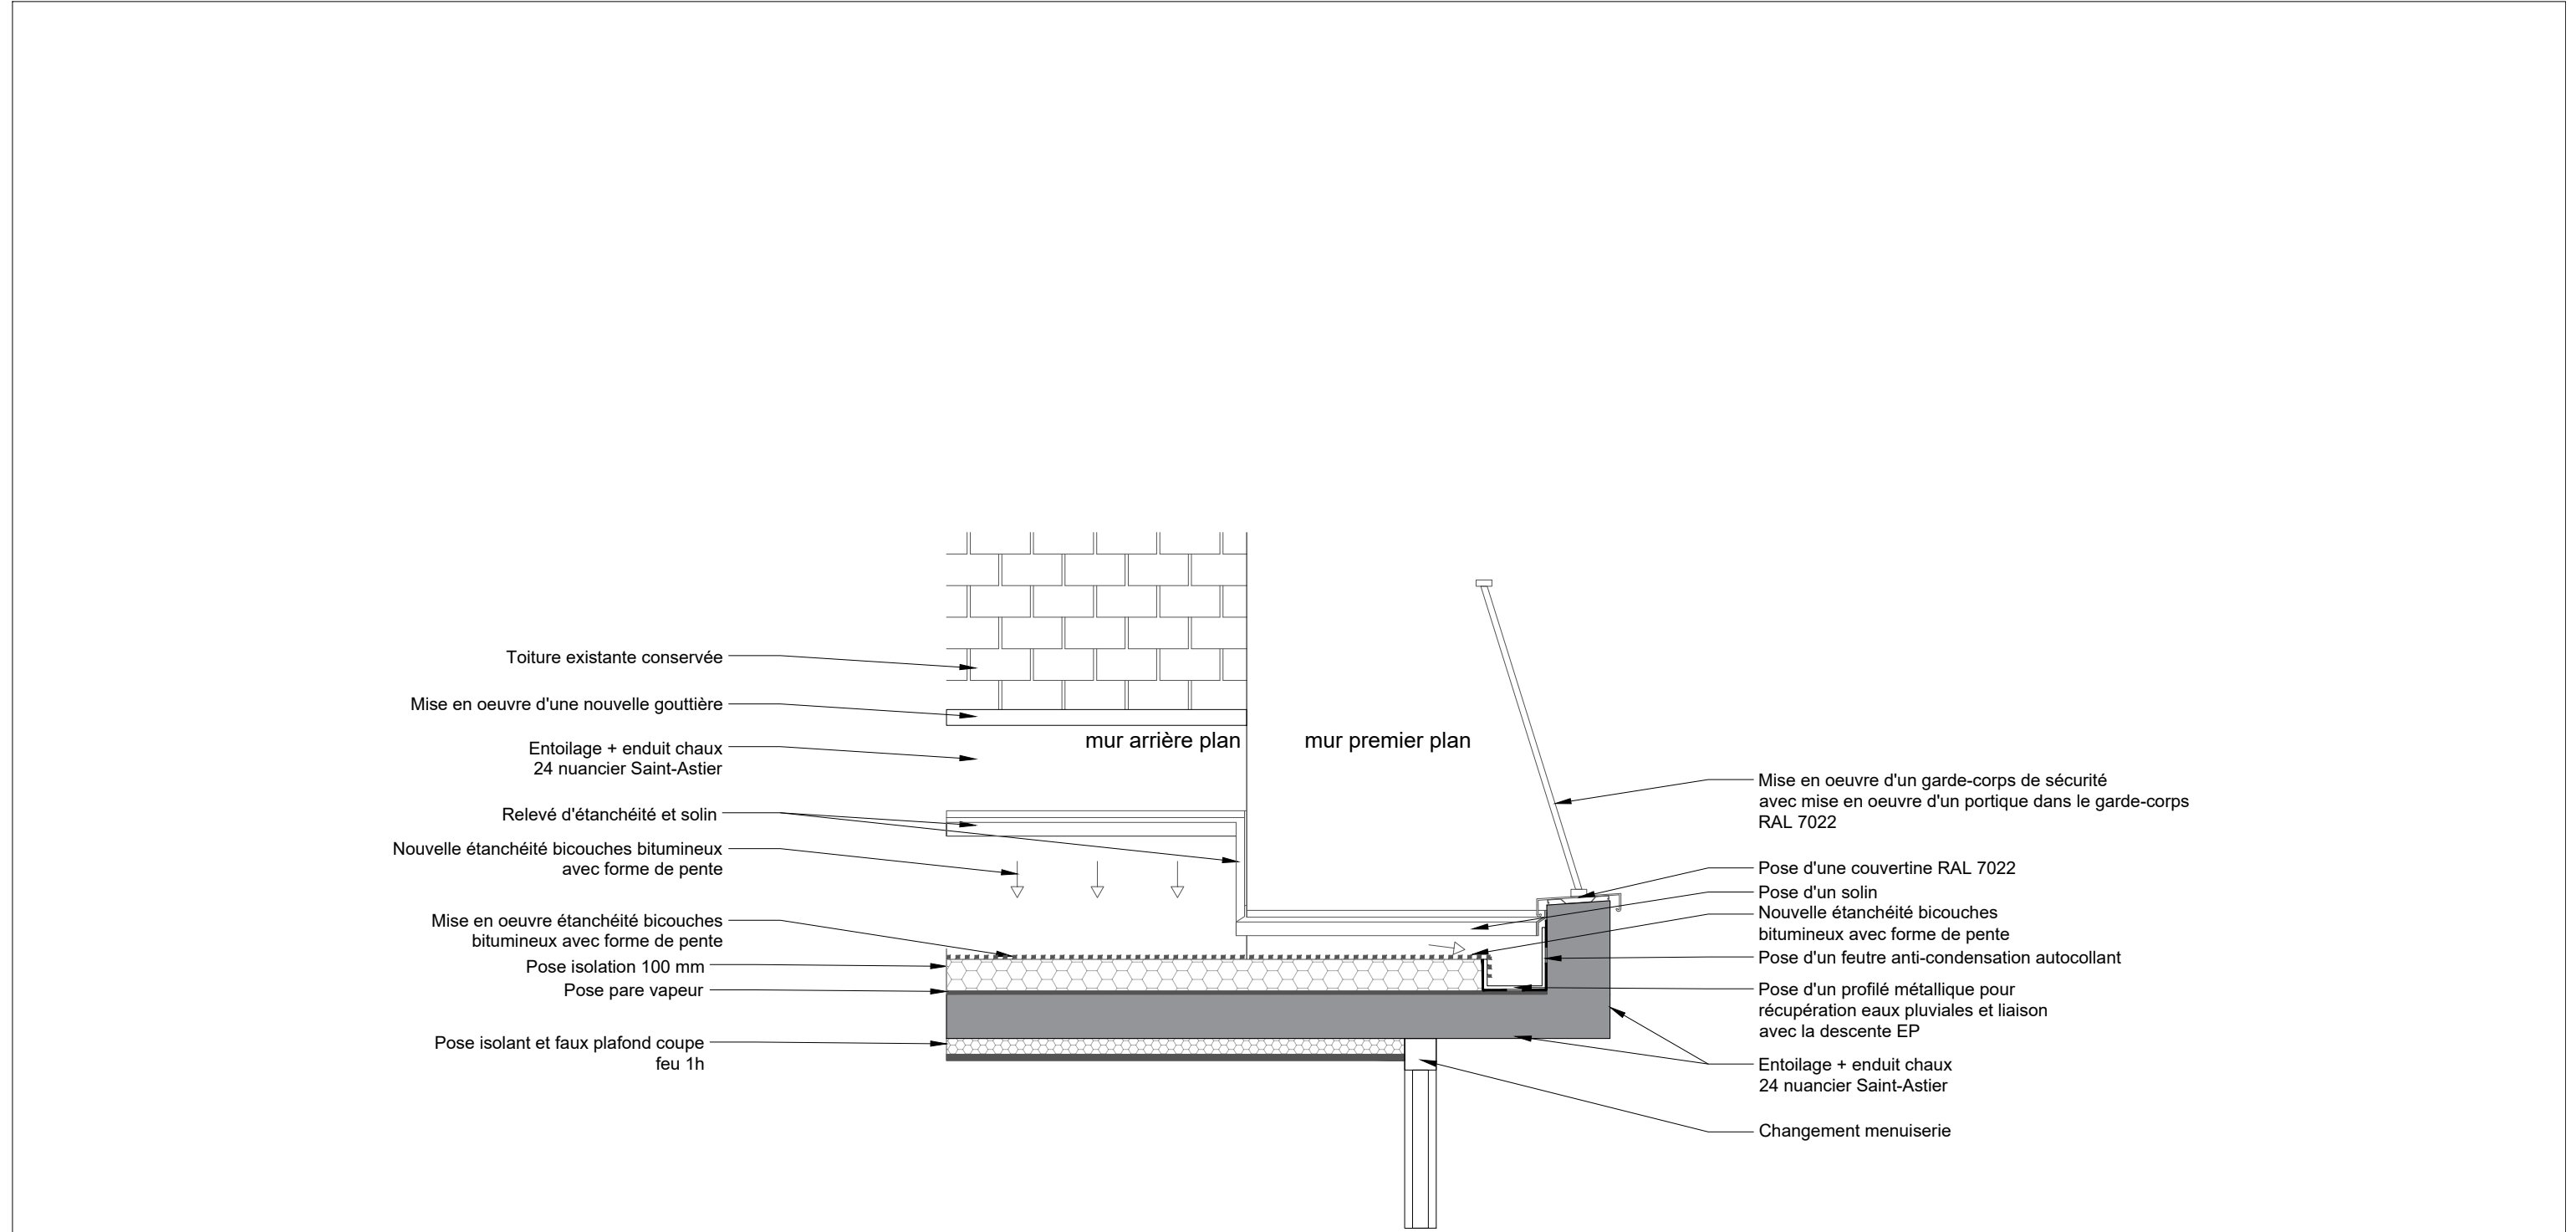 Toiture existante conservée
Mise en oeuvre d'une nouvelle gouttière
Entoilage + enduit chaux
24 nuancier Saint-Astier
Relevé d'étanchéité et solin
Nouvelle étanchéité bicouches bitumineux
avec forme de pente
Mise en oeuvre étanchéité bicouches
bitumineux avec forme de pente
Pose isolation 100 mm
Pose pare vapeur
Pose isolant et faux plafond coupe
feu 1h
mur arrière plan
mur premier plan
Mise en oeuvre d'un garde-corps de sécurité
avec mise en oeuvre d'un portique dans le garde-corps
RAL 7022
Pose d'une couvertine RAL 7022
Pose d'un solin
Nouvelle étanchéité bicouches
bitumineux avec forme de pente
Pose d'un feutre anti-condensation autocollant
Pose d'un profilé métallique pour
récupération eaux pluviales et liaison
avec la descente EP
Entoilage + enduit chaux
24 nuancier Saint-Astier
Changement menuiserie